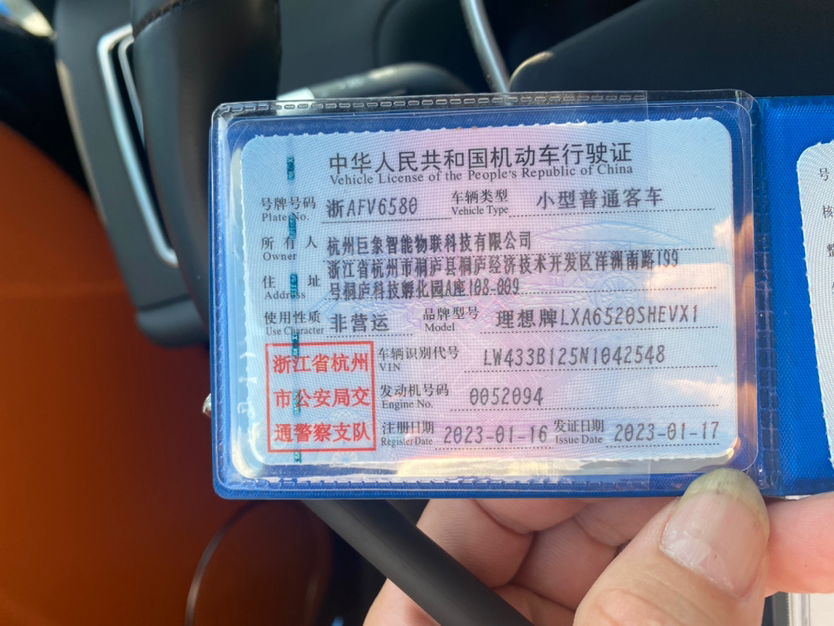 中华人民共和国机动车行驶证
Vehicle License of the People's Republic of China
号牌号码 浙AFV6580 车辆类型 小型普通客车
Plate No. Vehicle Type
所有人 杭州巨象智能物联科技有限公司
Owner
浙江省杭州市桐庐县桐庐经济技术开发区洋洲南路199
住址 号桐庐科技孵化园A座108-009
Address
使用性质 非营运 品牌型号 理想牌LXA6520SHEVX1
Use Character Model
浙江省杭州
市公安局交
通警察支队
车辆识别代号 LW433B125N1042548
VIN
发动机号码 0052094
Engine No.
注册日期 2023-01-16 发证日期 2023-01-17
Register Date Issue Date
号
核